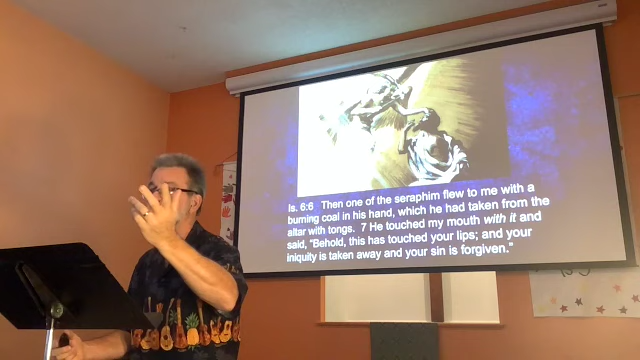 Is. 6:6 Then one of the seraphim flew to me with a
burning coal in his hand, which he had taken from the
altar with tongs. 7 He touched my mouth with it and
said, “Behold, this has touched your lips; and your
iniquity is taken away and your sin is forgiven.”